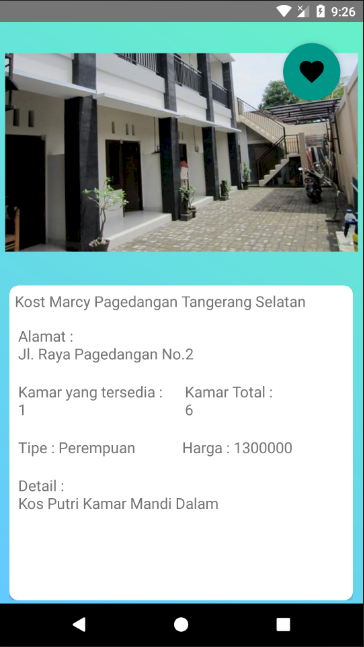 9:26
Kost Marcy Pagedangan Tangerang Selatan
Alamat :
Jl. Raya Pagedangan No.2
Kamar yang tersedia : Kamar Total :
1 6
Tipe : Perempuan Harga : 1300000
Detail :
Kos Putri Kamar Mandi Dalam